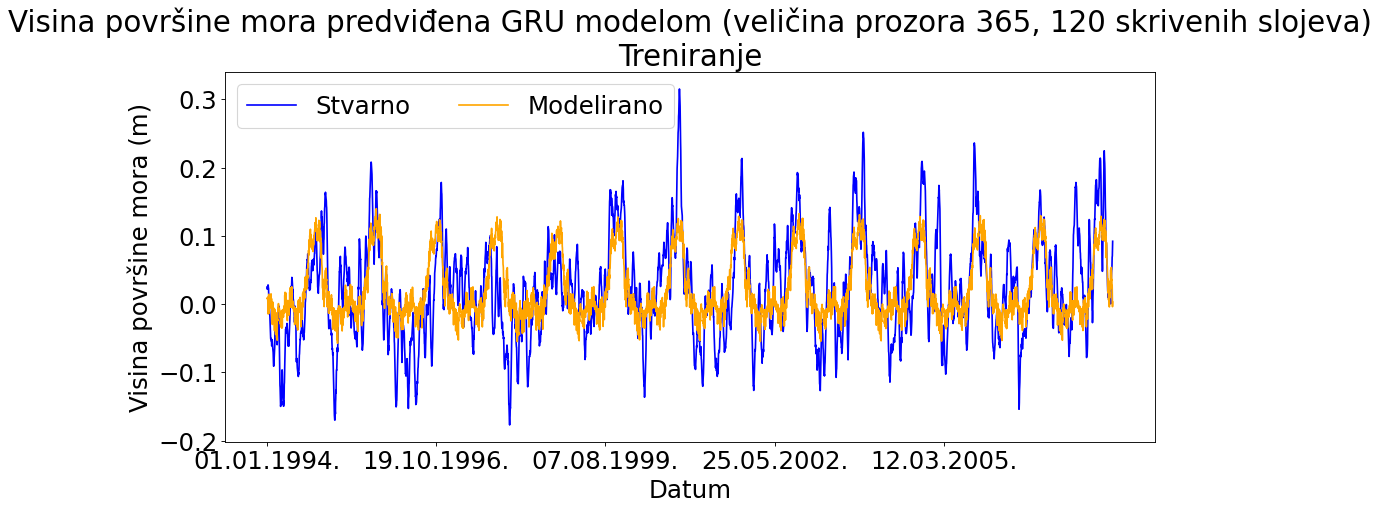 Visina površine mora predviđena GRU modelom (veličina prozora 365, 120 skrivenih slojeva)
Treniranje
Stvarno Modelirano
Visina površine mora (m)
0.3
0.2
0.1
0.0
−0.1
−0.2
01.01.1994. 19.10.1996. 07.08.1999. 25.05.2002. 12.03.2005.
Datum